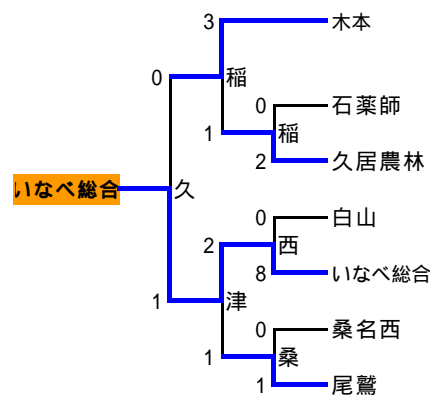 3 木本
0 稲
0 石薬師
1 稲
2 久居農林
いなべ総合 久
0 白山
2 西
8 いなべ総合
1 津
0 桑名西
1 桑
1 尾鷲